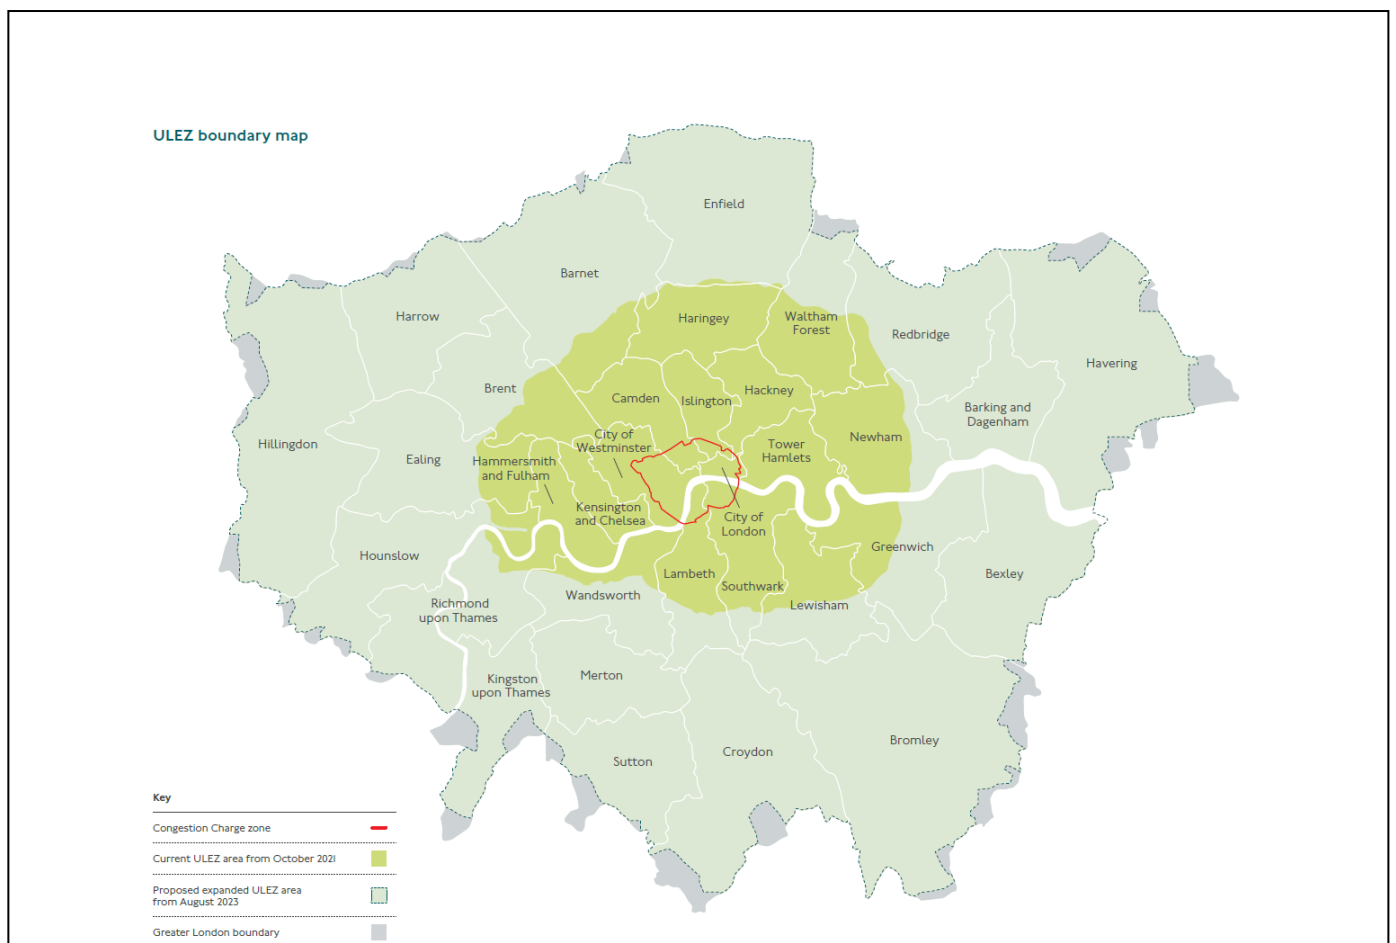 ULEZ boundary map
Enfield
Barnet
Harrow
Haringey
Waltham
Forest
Redbridge
Havering
Brent
Camden
Islington
Hackney
Barking and
Dagenham
Hillingdon
Ealing
Hammersmith
and Fulham
City of
Westminster
Tower
Hamlets
Newham
Kensington
and Chelsea
City of
London
Hounslow
Greenwich
Bexley
Lambeth
Southwark
Lewisham
Wandsworth
Richmond
upon Thames
Kingston
upon Thames
Merton
Sutton
Croydon
Bromley
Key
Congestion Charge zone
Current ULEZ area from October 2021
Proposed expanded ULEZ area
from August 2023
Greater London boundary